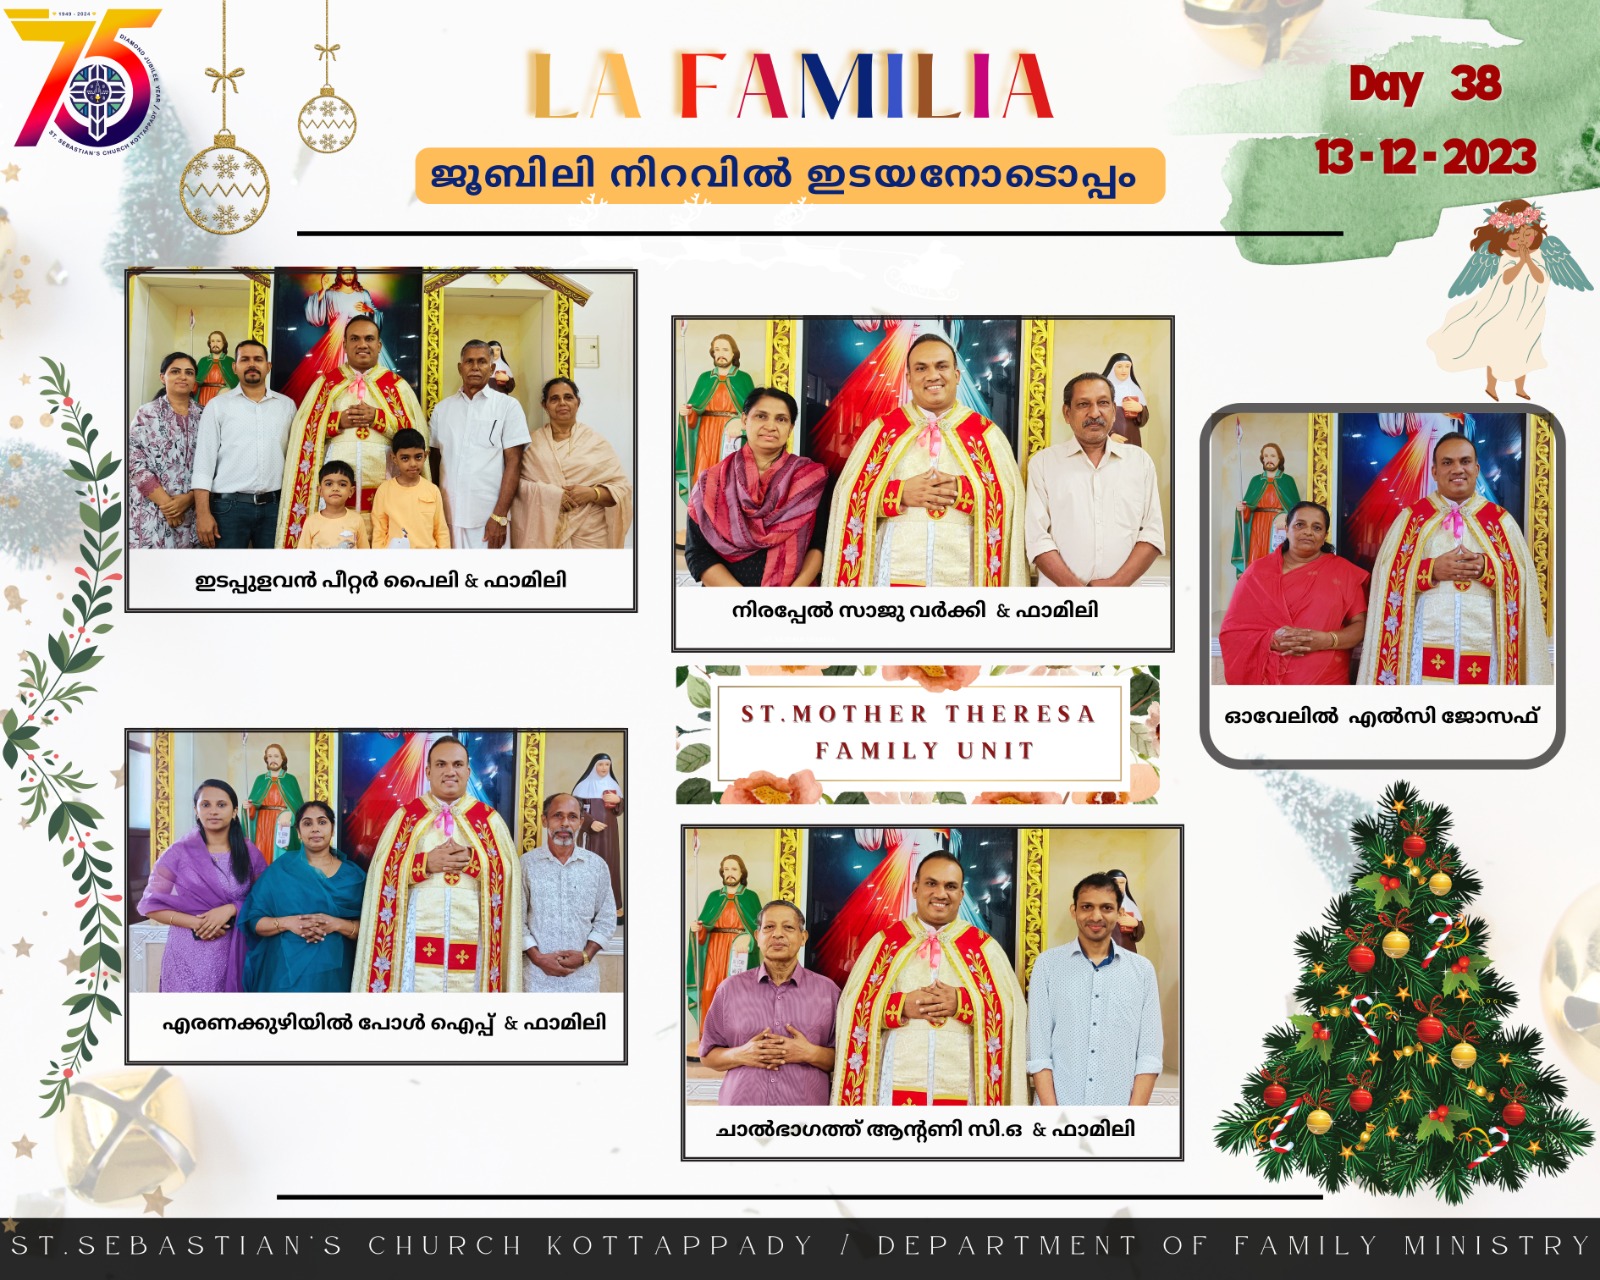 75
1949 - 2024
DIAMOND JUBILEE YEAR /
ST. SEBASTIAN'S CHURCH KOTTAPPADY
LA FAMILIA
ജൂബിലി നിറവിൽ ഇടയനോടൊപ്പം
Day 38
13-12-2023
ഇടപ്പുളവൻ പീറ്റർ പൈലി & ഫാമിലി
നിരപ്പേൽ സാജു വർക്കി & ഫാമിലി
ഓവേലിൽ എൽസി ജോസഫ്
ST.MOTHER THERESA
FAMILY UNIT
എരണക്കുഴിയിൽ പോൾ ഐപ്പ് & ഫാമിലി
ചാൽഭാഗത്ത് ആന്റണി സി.ഒ & ഫാമിലി
ST.SEBASTIAN'S CHURCH KOTTAPPADY / DEPARTMENT OF FAMILY MINISTRY